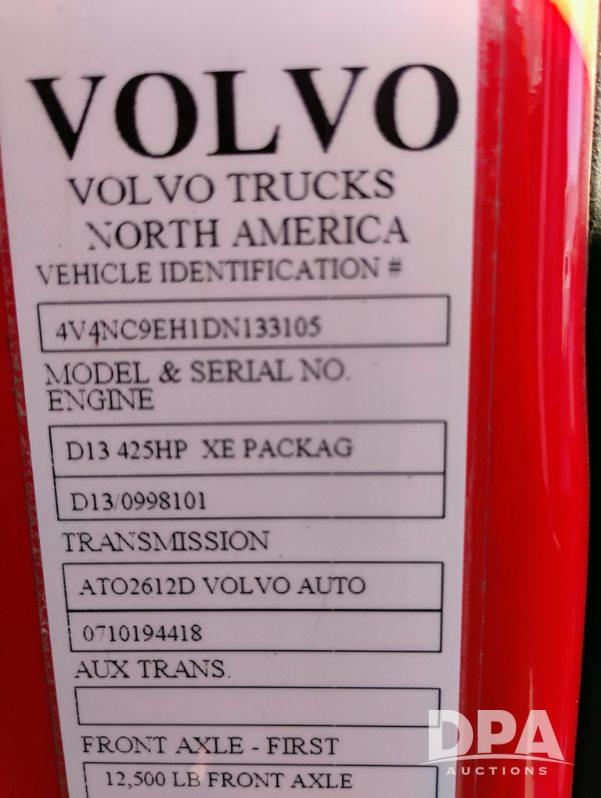 VOLVO
VOLVO TRUCKS
NORTH AMERICA
VEHICLE IDENTIFICATION #
4V4NC9EH1DN133105
MODEL & SERIAL NO.
ENGINE
D13 425HP XE PACKAG
D13/0998101
TRANSMISSION
ATO2612D VOLVO AUTO
0710194418
AUX TRANS.
FRONT AXLE - FIRST
12,500 LB FRONT AXLE
DPA
AUCTIONS